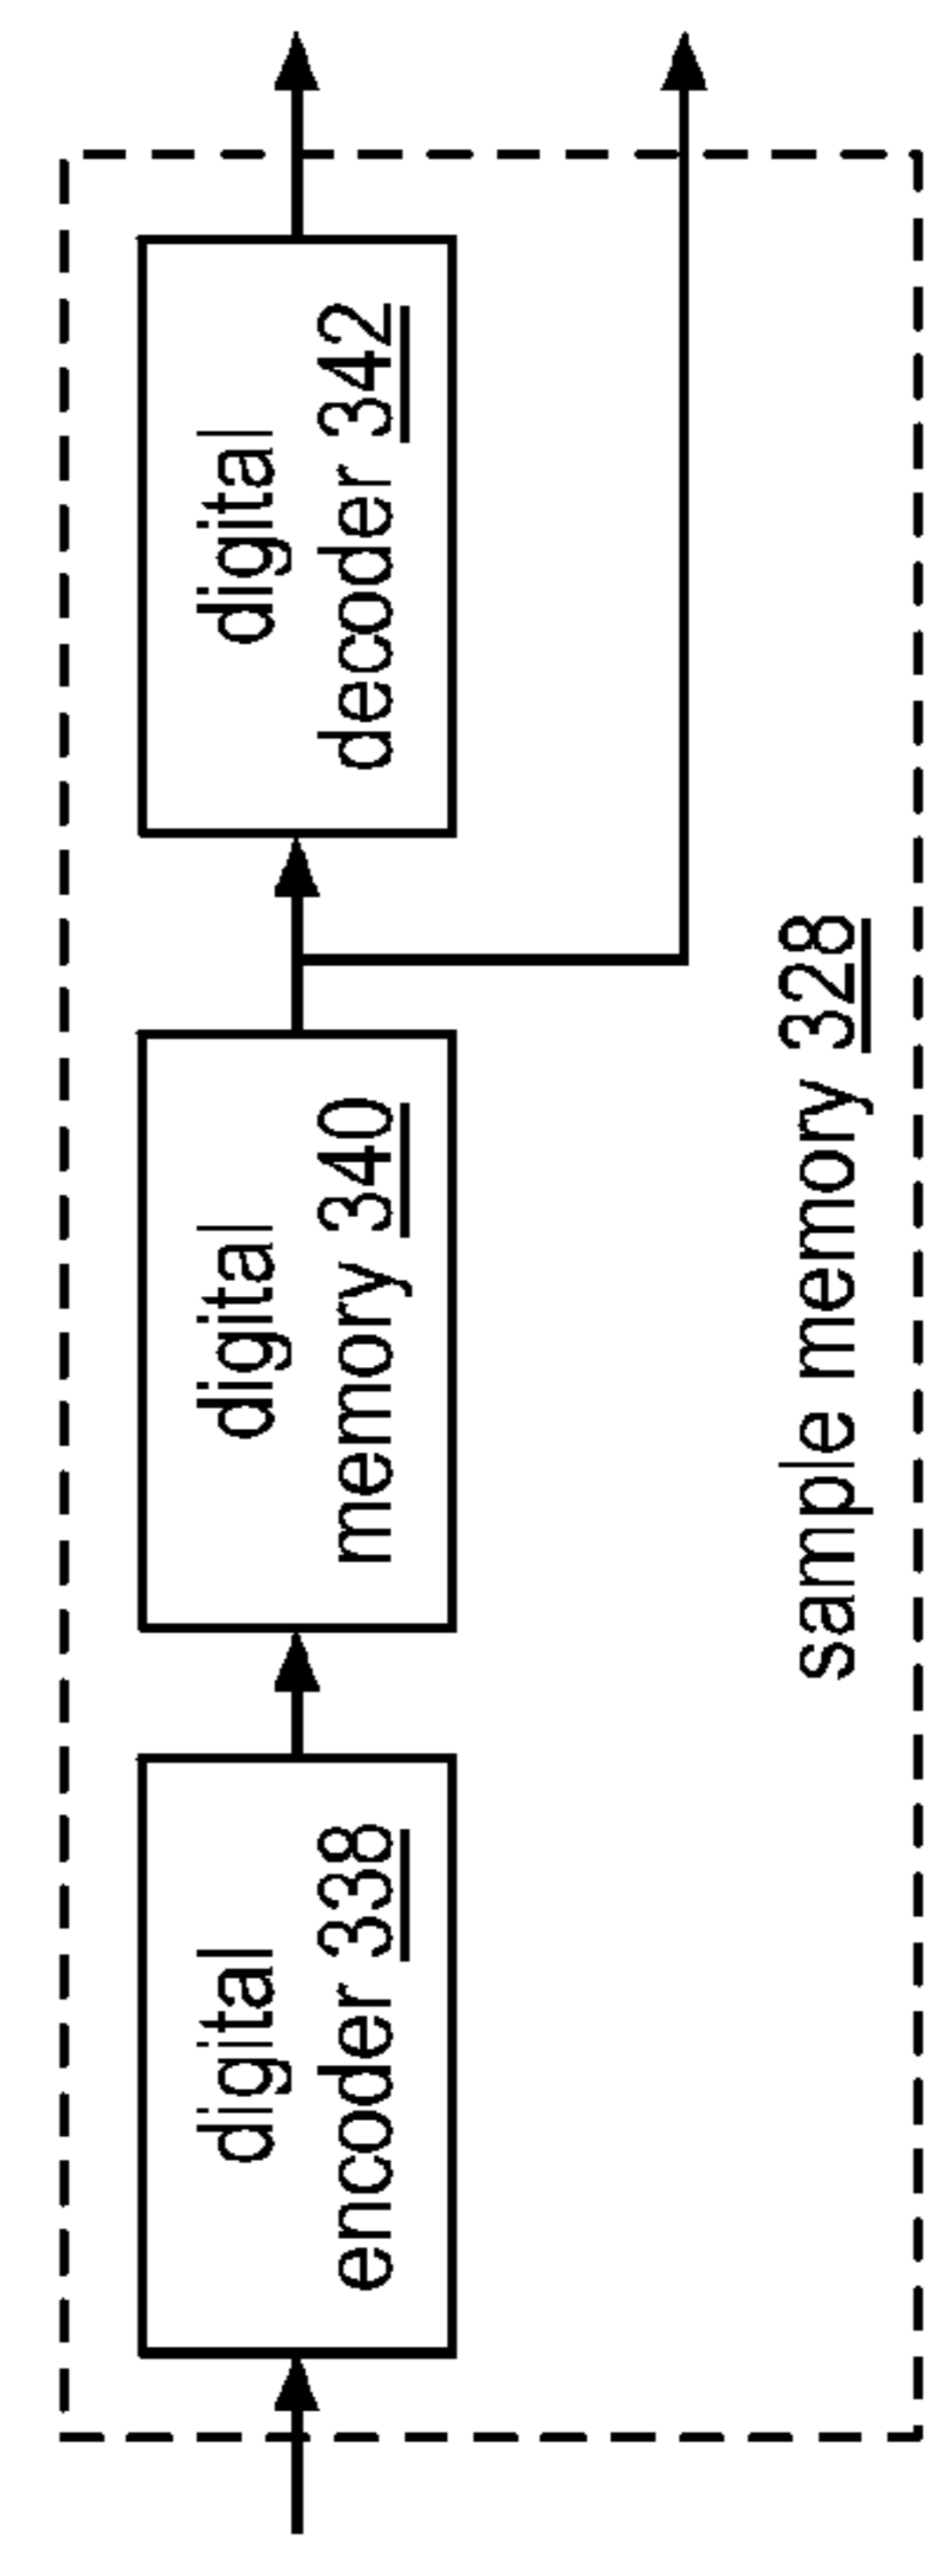 digital
encoder 338
digital
memory 340
digital
decoder 342
sample memory 328